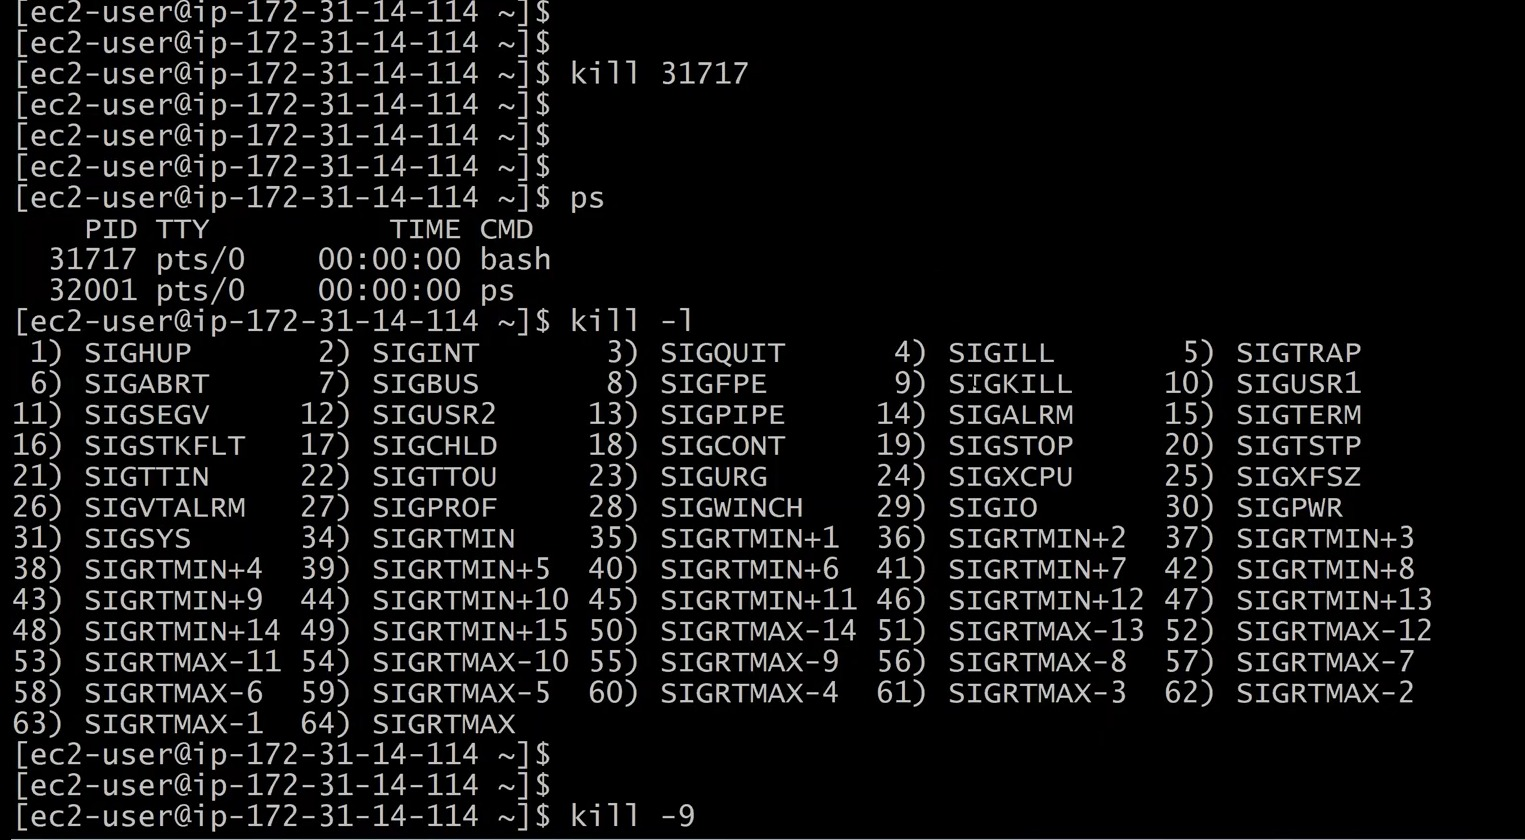 [ec2-user@ip-172-31-14-114 ~]$
[ec2-user@ip-172-31-14-114 ~]$
[ec2-user@ip-172-31-14-114 ~]$ kill 31717
[ec2-user@ip-172-31-14-114 ~]$
[ec2-user@ip-172-31-14-114 ~]$
[ec2-user@ip-172-31-14-114 ~]$
[ec2-user@ip-172-31-14-114 ~]$ ps
    PID TTY          TIME CMD
  31717 pts/0    00:00:00 bash
  32001 pts/0    00:00:00 ps
[ec2-user@ip-172-31-14-114 ~]$ kill -l
 1) SIGHUP       2) SIGINT       3) SIGQUIT      4) SIGILL       5) SIGTRAP
 6) SIGABRT      7) SIGBUS       8) SIGFPE       9) SIGKILL     10) SIGUSR1
11) SIGSEGV     12) SIGUSR2     13) SIGPIPE     14) SIGALRM     15) SIGTERM
16) SIGSTKFLT   17) SIGCHLD     18) SIGCONT     19) SIGSTOP     20) SIGTSTP
21) SIGTTIN     22) SIGTTOU     23) SIGURG      24) SIGXCPU     25) SIGXFSZ
26) SIGVTALRM   27) SIGPROF     28) SIGWINCH    29) SIGIO       30) SIGPWR
31) SIGSYS      34) SIGRTMIN    35) SIGRTMIN+1  36) SIGRTMIN+2  37) SIGRTMIN+3
38) SIGRTMIN+4  39) SIGRTMIN+5  40) SIGRTMIN+6  41) SIGRTMIN+7  42) SIGRTMIN+8
43) SIGRTMIN+9  44) SIGRTMIN+10 45) SIGRTMIN+11 46) SIGRTMIN+12 47) SIGRTMIN+13
48) SIGRTMIN+14 49) SIGRTMIN+15 50) SIGRTMAX-14 51) SIGRTMAX-13 52) SIGRTMAX-12
53) SIGRTMAX-11 54) SIGRTMAX-10 55) SIGRTMAX-9  56) SIGRTMAX-8  57) SIGRTMAX-7
58) SIGRTMAX-6  59) SIGRTMAX-5  60) SIGRTMAX-4  61) SIGRTMAX-3  62) SIGRTMAX-2
63) SIGRTMAX-1  64) SIGRTMAX
[ec2-user@ip-172-31-14-114 ~]$
[ec2-user@ip-172-31-14-114 ~]$
[ec2-user@ip-172-31-14-114 ~]$ kill -9